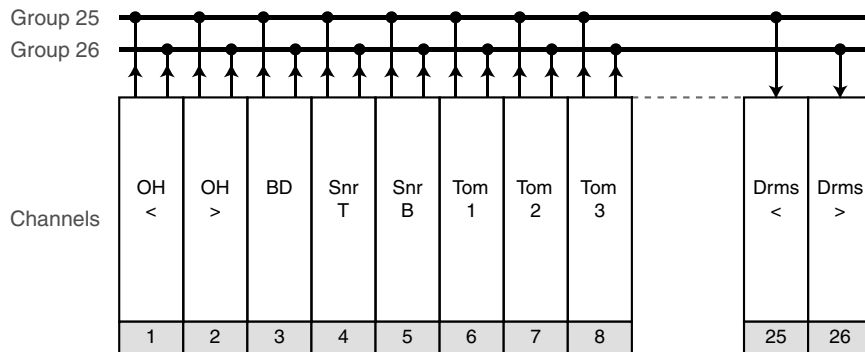 Group 25
Group 26
Channels
OH
<
OH
>
BD
Snr
T
Snr
B
Tom
1
Tom
2
Tom
3
Drms
<
Drms
>
1 2 3 4 5 6 7 8 25 26